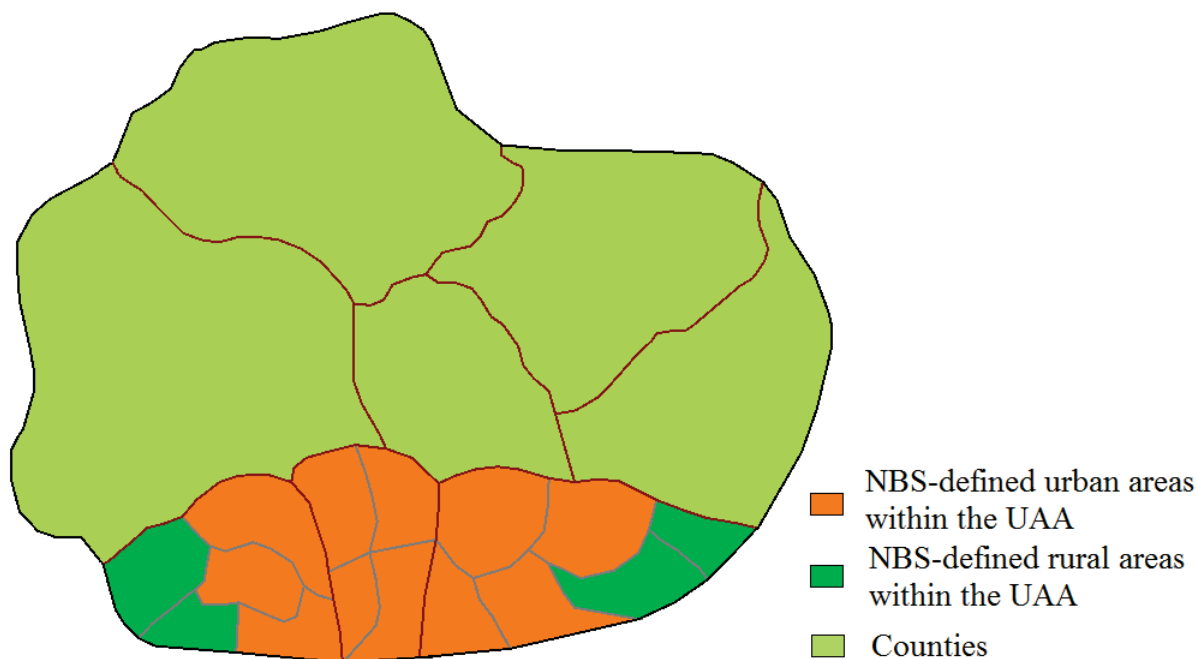 NBS-defined urban areas
within the UAA
NBS-defined rural areas
within the UAA
Counties